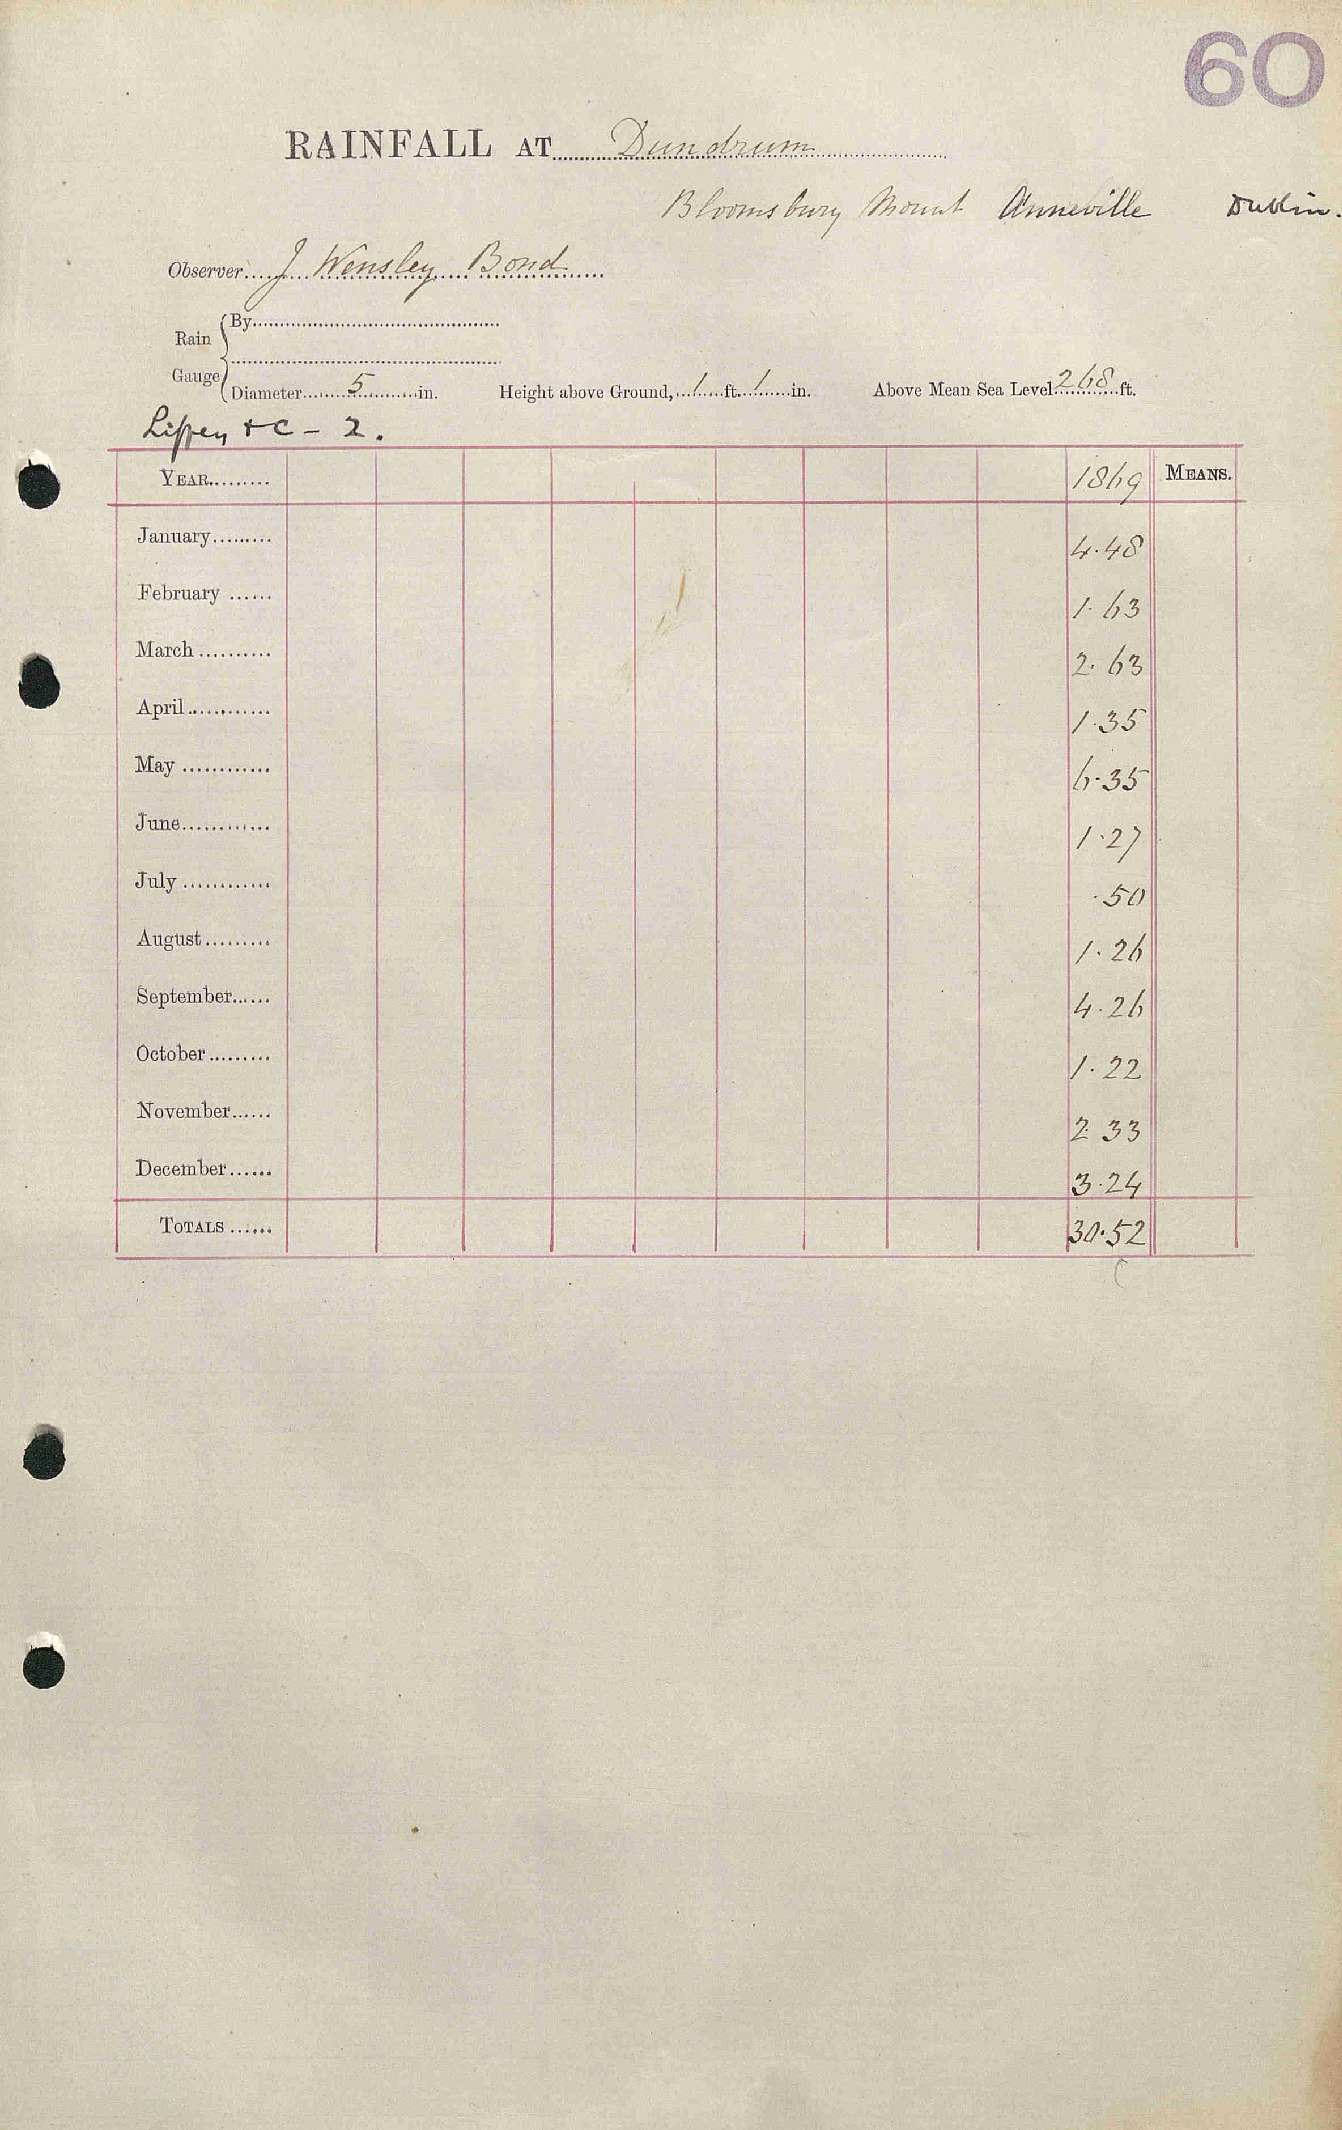 60
RAINFALL AT Dundrum
Bloomsbury Mount Anneville Dublin.
Observer J Wensley Bond
Rain Gauge By
Diameter 5 in. Height above Ground, 1 ft. 1 in. Above Mean Sea Level 268 ft.
Liffey & C - 2.
YEAR 1869 MEANS.
January 4.48
February 1.63
March 2.63
April 1.35
May 6.35
June 1.27
July .50
August 1.26
September 4.26
October 1.22
November 2.33
December 3.24
TOTALS 30.52
C